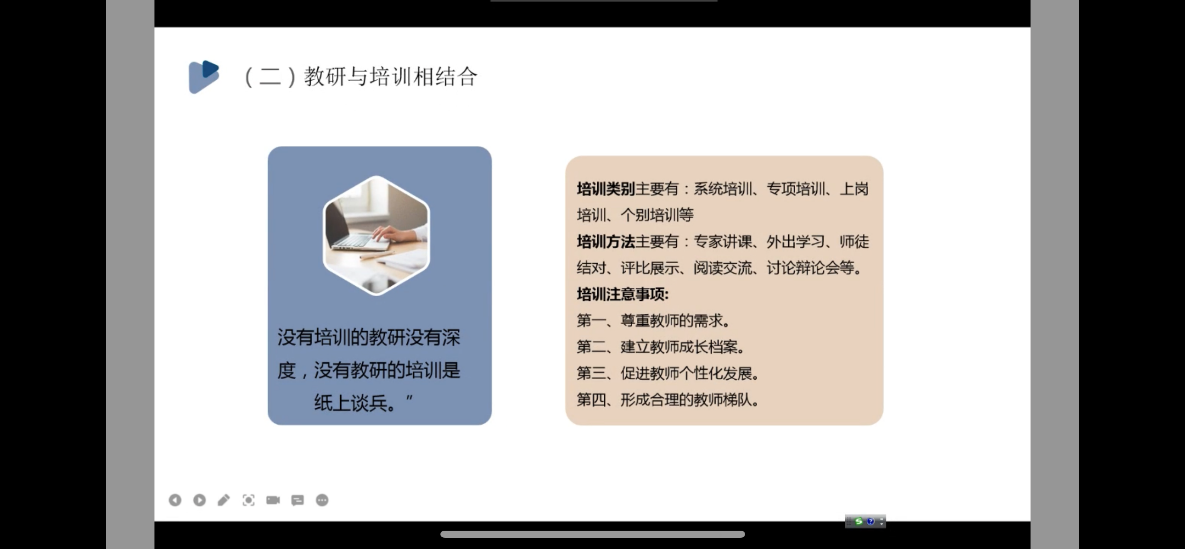 （二）教研与培训相结合
没有培训的教研没有深
度，没有教研的培训是
纸上谈兵。”
培训类别主要有：系统培训、专项培训、上岗
培训、个别培训等
培训方法主要有：专家讲课、外出学习、师徒
结对、评比展示、阅读交流、讨论辩论会等。
培训注意事项:
第一、尊重教师的需求。
第二、建立教师成长档案。
第三、促进教师个性化发展。
第四、形成合理的教师梯队。